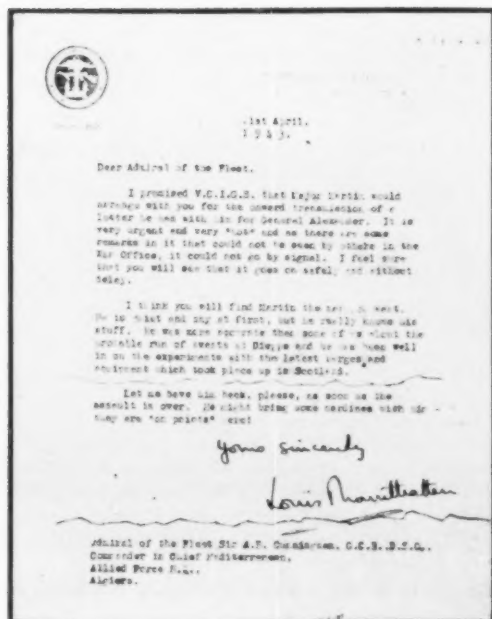 1st April,
1943.
Dear Admiral of the Fleet,
I promised V.C.I.G.S. that Major Martin would
arrange with you for the onward transmission of a
letter he has with him for General Alexander. It is
very urgent and very "hot" and as there are some
remarks in it that could not be seen by others in the
War Office, it could not go by signal. I feel sure
that you will see that it goes on safely and without
delay.
I think you will find Martin the want.
He is quiet and shy at first, but he really knows his
stuff. He was more accurate than some of us about the
probable run of events at Dieppe and he has been well
in on the experiments with the latest barges and
equipment which took place up in Scotland.
Let me have him back, please, as soon as the
assault is over. He might bring some sardines with him -
they are "on points" here!
Yours sincerely
Louis Mountbatten
Admiral of the Fleet Sir A.B. Cunningham, G.C.B., D.S.O.,
Commander in Chief Mediterranean,
Allied Force H.Q.,
Algiers.